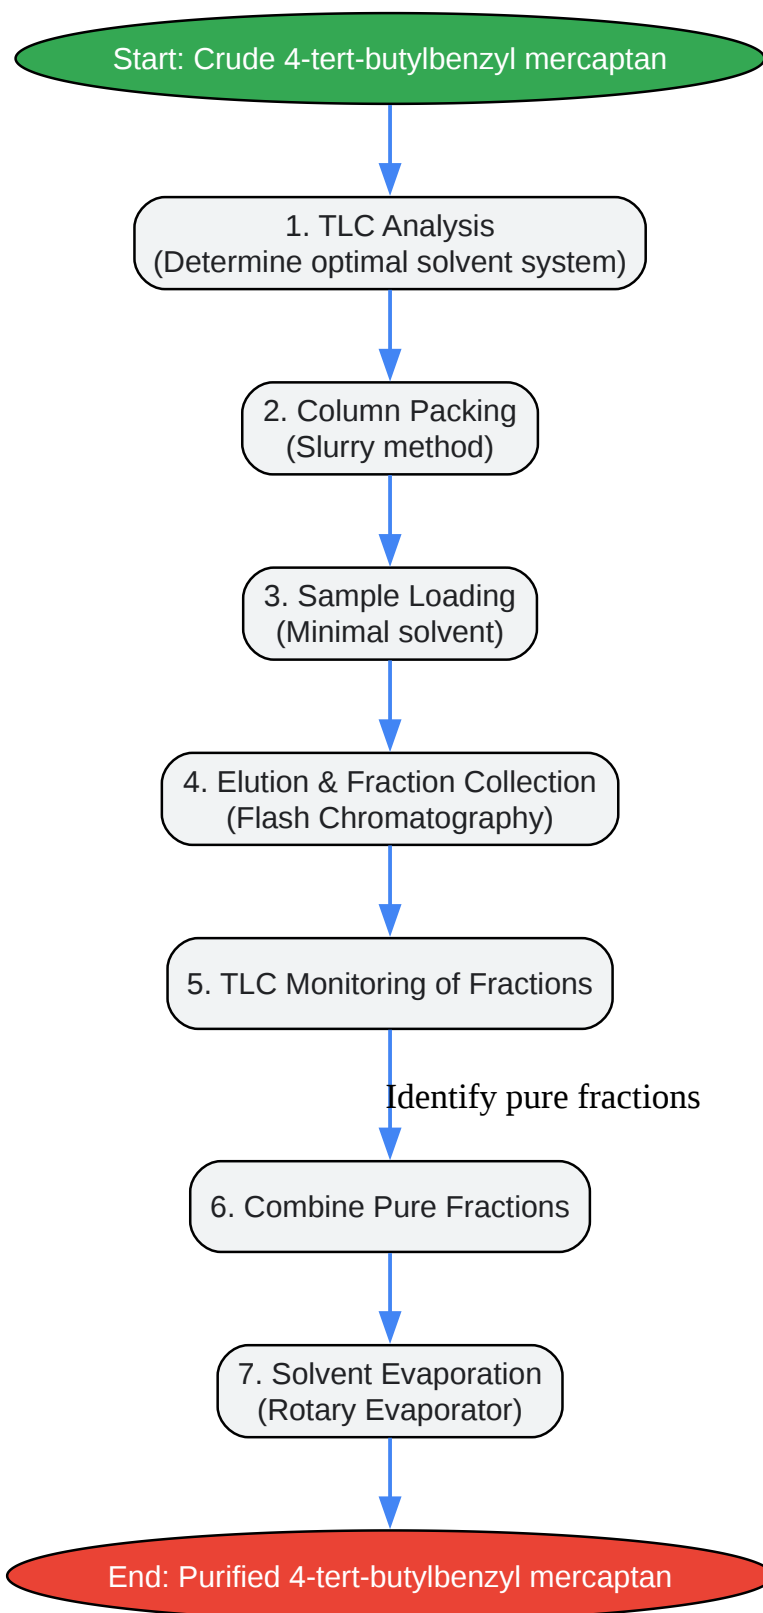 Start: Crude 4-tert-butylbenzyl mercaptan
1. TLC Analysis
(Determine optimal solvent system)
2. Column Packing
(Slurry method)
3. Sample Loading
(Minimal solvent)
4. Elution & Fraction Collection
(Flash Chromatography)
5. TLC Monitoring of Fractions
Identify pure fractions
6. Combine Pure Fractions
7. Solvent Evaporation
(Rotary Evaporator)
End: Purified 4-tert-butylbenzyl mercaptan